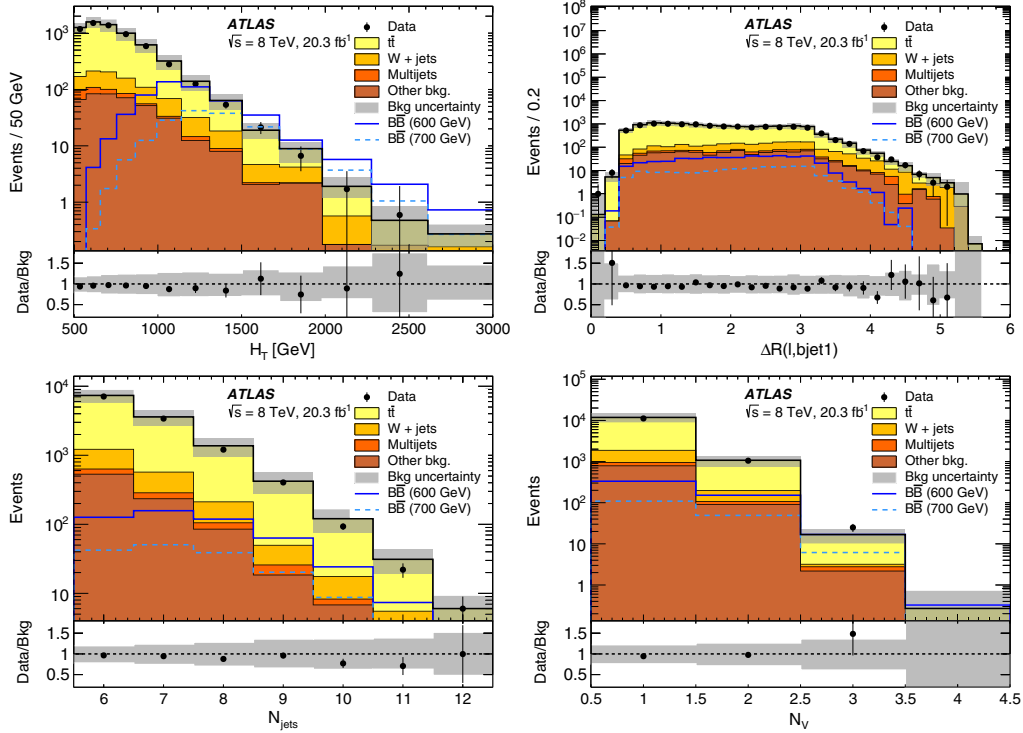 ATLAS
√s = 8 TeV, 20.3 fb⁻¹
Data
tt̄
W + jets
Multijets
Other bkg.
Bkg uncertainty
BB̄ (600 GeV)
BB̄ (700 GeV)
Events / 50 GeV
10³
10²
10
1
Data/Bkg
1.5
1.0
0.5
500 1000 1500 2000 2500 3000
H_T [GeV]
ATLAS
√s = 8 TeV, 20.3 fb⁻¹
Data
tt̄
W + jets
Multijets
Other bkg.
Bkg uncertainty
BB̄ (600 GeV)
BB̄ (700 GeV)
Events / 0.2
10⁸
10⁷
10⁶
10⁵
10⁴
10³
10²
10
1
10⁻¹
10⁻²
Data/Bkg
1.5
1.0
0.5
0 1 2 3 4 5 6
ΔR(l,bjet1)
ATLAS
√s = 8 TeV, 20.3 fb⁻¹
Data
tt̄
W + jets
Multijets
Other bkg.
Bkg uncertainty
BB̄ (600 GeV)
BB̄ (700 GeV)
Events
10⁴
10³
10²
10
Data/Bkg
1.5
1.0
0.5
6 7 8 9 10 11 12
N_jets
ATLAS
√s = 8 TeV, 20.3 fb⁻¹
Data
tt̄
W + jets
Multijets
Other bkg.
Bkg uncertainty
BB̄ (600 GeV)
BB̄ (700 GeV)
Events
10⁵
10⁴
10³
10²
10
1
Data/Bkg
1.5
1.0
0.5
0.5 1.0 1.5 2.0 2.5 3.0 3.5 4.0 4.5
N_V